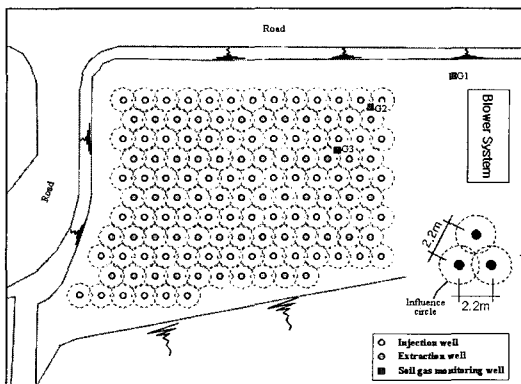 Road
G1
G2
G3
Blower System
Road
2.2m
Influence
circle
2.2m
Injection well
Extraction well
Soil gas monitoring well